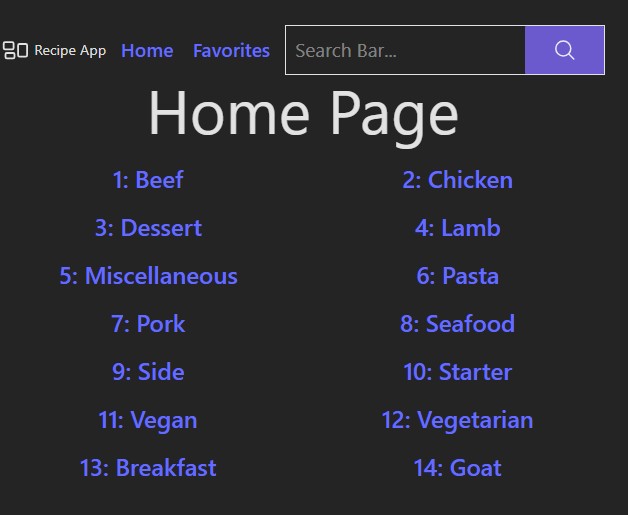 Recipe App Home Favorites Search Bar...
Home Page
1: Beef 2: Chicken
3: Dessert 4: Lamb
5: Miscellaneous 6: Pasta
7: Pork 8: Seafood
9: Side 10: Starter
11: Vegan 12: Vegetarian
13: Breakfast 14: Goat